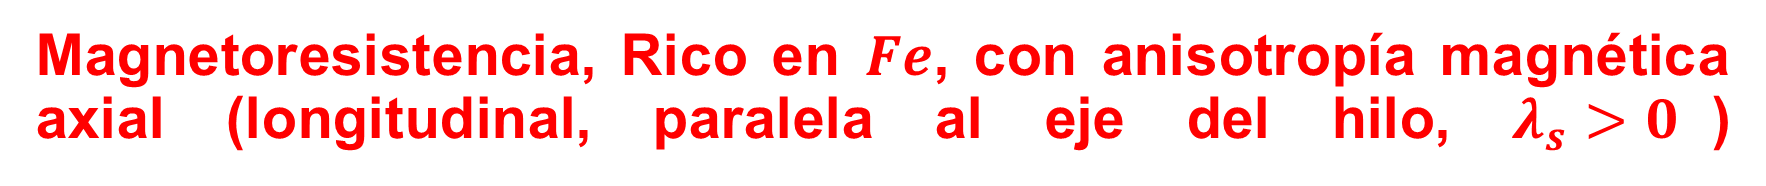 Magnetoresistencia, Rico en Fe, con anisotropía magnética
axial (longitudinal, paralela al eje del hilo, λₛ > 0 )